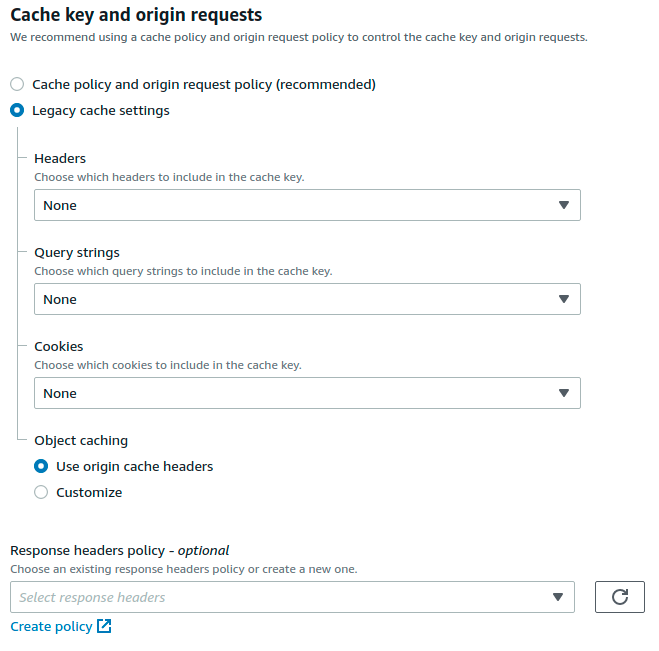 Cache key and origin requests
We recommend using a cache policy and origin request policy to control the cache key and origin requests.
Cache policy and origin request policy (recommended)
Legacy cache settings
Headers
Choose which headers to include in the cache key.
None
Query strings
Choose which query strings to include in the cache key.
None
Cookies
Choose which cookies to include in the cache key.
None
Object caching
Use origin cache headers
Customize
Response headers policy - optional
Choose an existing response headers policy or create a new one.
Select response headers
Create policy